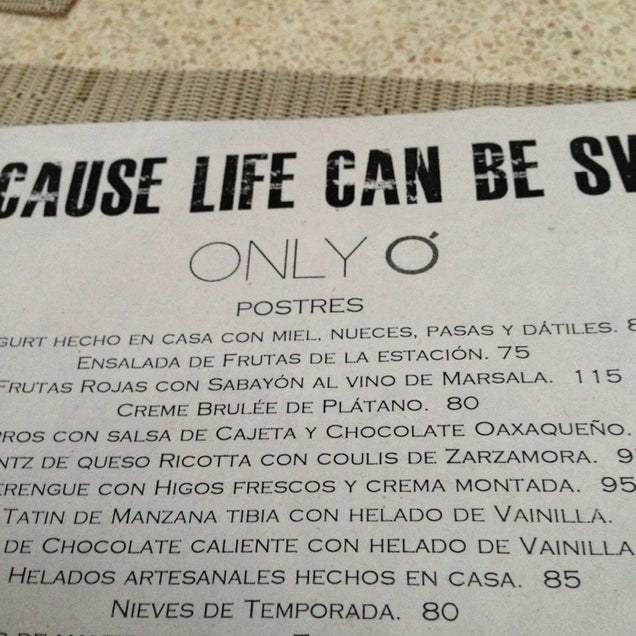 CAUSE LIFE CAN BE
ONLY Ó
POSTRES
GURT HECHO EN CASA CON MIEL, NUECES, PASAS Y DÁTILES.
ENSALADA DE FRUTAS DE LA ESTACIÓN. 75
FRUTAS ROJAS CON SABAYÓN AL VINO DE MARSALA. 115
CREME BRULÉE DE PLÁTANO. 80
RROS CON SALSA DE CAJETA Y CHOCOLATE OAXAQUEÑO.
NTZ DE QUESO RICOTTA CON COULIS DE ZARZAMORA.
ERENGUE CON HIGOS FRESCOS Y CREMA MONTADA. 95
TATIN DE MANZANA TIBIA CON HELADO DE VAINILLA.
DE CHOCOLATE CALIENTE CON HELADO DE VAINILLA
HELADOS ARTESANALES HECHOS EN CASA. 85
NIEVES DE TEMPORADA. 80